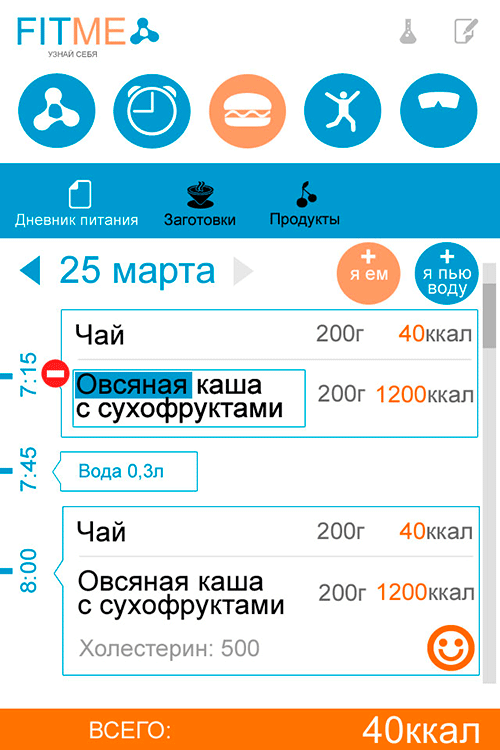 FITME
УЗНАЙ СЕБЯ
Дневник питания
Заготовки
Продукты
25 марта
+
я ем
+
я пью
воду
7:15
Чай 200г 40ккал
Овсяная каша
с сухофруктами 200г 1200ккал
7:45
Вода 0,3л
8:00
Чай 200г 40ккал
Овсяная каша
с сухофруктами 200г 1200ккал
Холестерин: 500
ВСЕГО: 40ккал